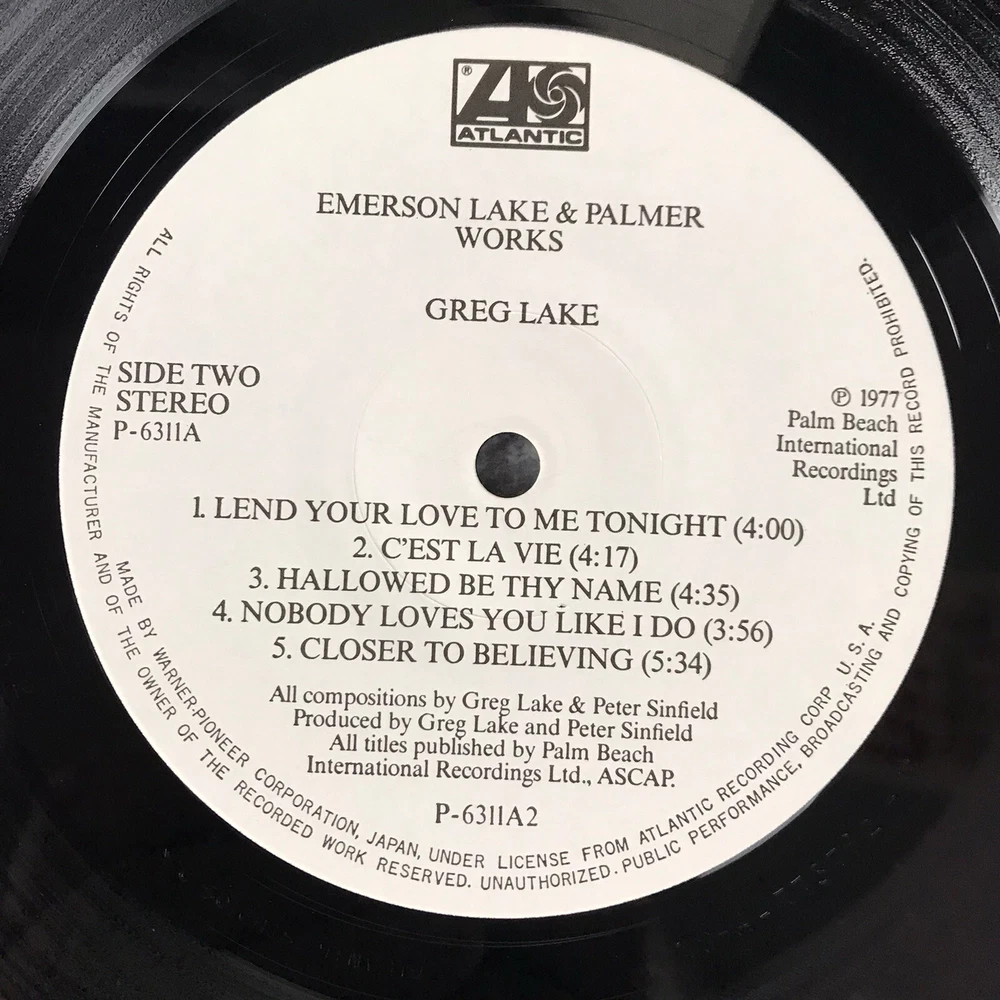 ®
ATLANTIC
EMERSON LAKE & PALMER
WORKS
GREG LAKE
SIDE TWO
STEREO
P-6311A
℗ 1977
Palm Beach
International
Recordings
Ltd
1. LEND YOUR LOVE TO ME TONIGHT (4:00)
2. C'EST LA VIE (4:17)
3. HALLOWED BE THY NAME (4:35)
4. NOBODY LOVES YOU LIKE I DO (3:56)
5. CLOSER TO BELIEVING (5:34)
All compositions by Greg Lake & Peter Sinfield
Produced by Greg Lake and Peter Sinfield
All titles published by Palm Beach
International Recordings Ltd., ASCAP.
P-6311A2
MADE BY WARNER-PIONEER CORPORATION, JAPAN, UNDER LICENSE FROM ATLANTIC RECORDING CORP U. S. A.
ALL RIGHTS OF THE MANUFACTURER AND OF THE OWNER OF THE RECORDED WORK RESERVED. UNAUTHORIZED. PUBLIC PERFORMANCE, BROADCASTING AND COPYING OF THIS RECORD PROHIBITED.